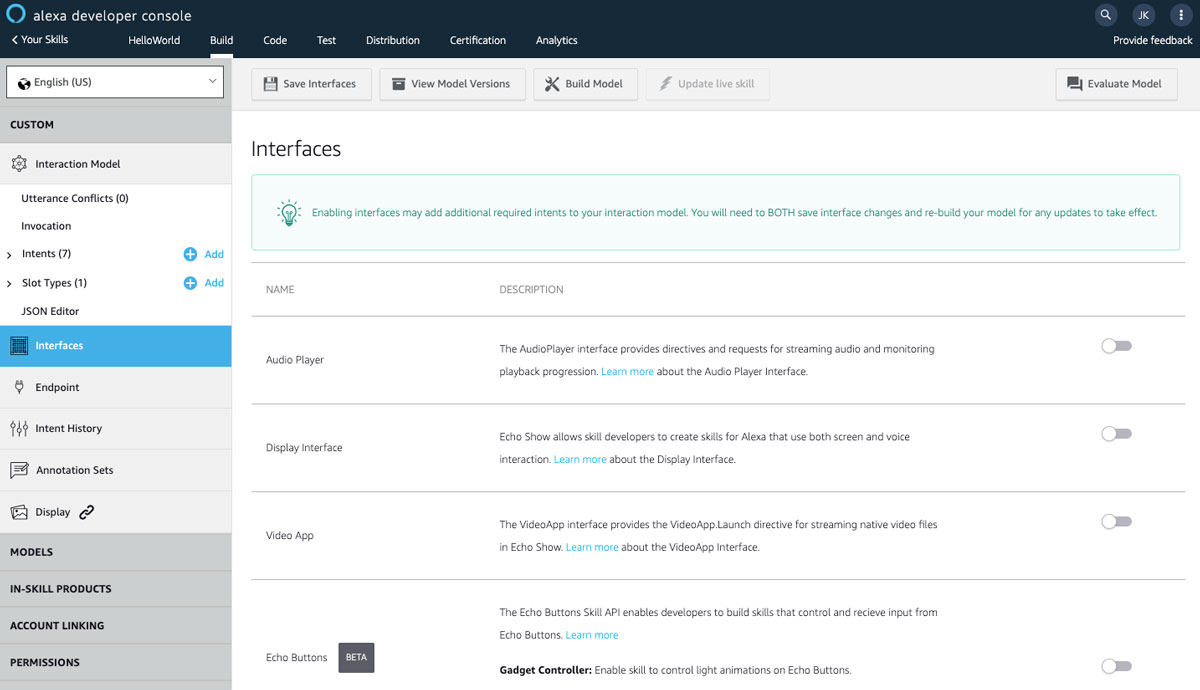 alexa developer console
JK
Your Skills
HelloWorld
Build
Code
Test
Distribution
Certification
Analytics
Provide feedback
English (US)
Save Interfaces
View Model Versions
Build Model
Update live skill
Evaluate Model
CUSTOM
Interaction Model
Utterance Conflicts (0)
Invocation
Intents (7)
Add
Slot Types (1)
Add
JSON Editor
Interfaces
Endpoint
Intent History
Annotation Sets
Display
MODELS
IN-SKILL PRODUCTS
ACCOUNT LINKING
PERMISSIONS
Interfaces
Enabling interfaces may add additional required intents to your interaction model. You will need to BOTH save interface changes and re-build your model for any updates to take effect.
NAME
DESCRIPTION
Audio Player
The AudioPlayer interface provides directives and requests for streaming audio and monitoring
playback progression. Learn more about the Audio Player Interface.
Display Interface
Echo Show allows skill developers to create skills for Alexa that use both screen and voice
interaction. Learn more about the Display Interface.
Video App
The VideoApp interface provides the VideoApp.Launch directive for streaming native video files
in Echo Show. Learn more about the VideoApp Interface.
Echo Buttons
BETA
The Echo Buttons Skill API enables developers to build skills that control and recieve input from
Echo Buttons. Learn more
Gadget Controller: Enable skill to control light animations on Echo Buttons.